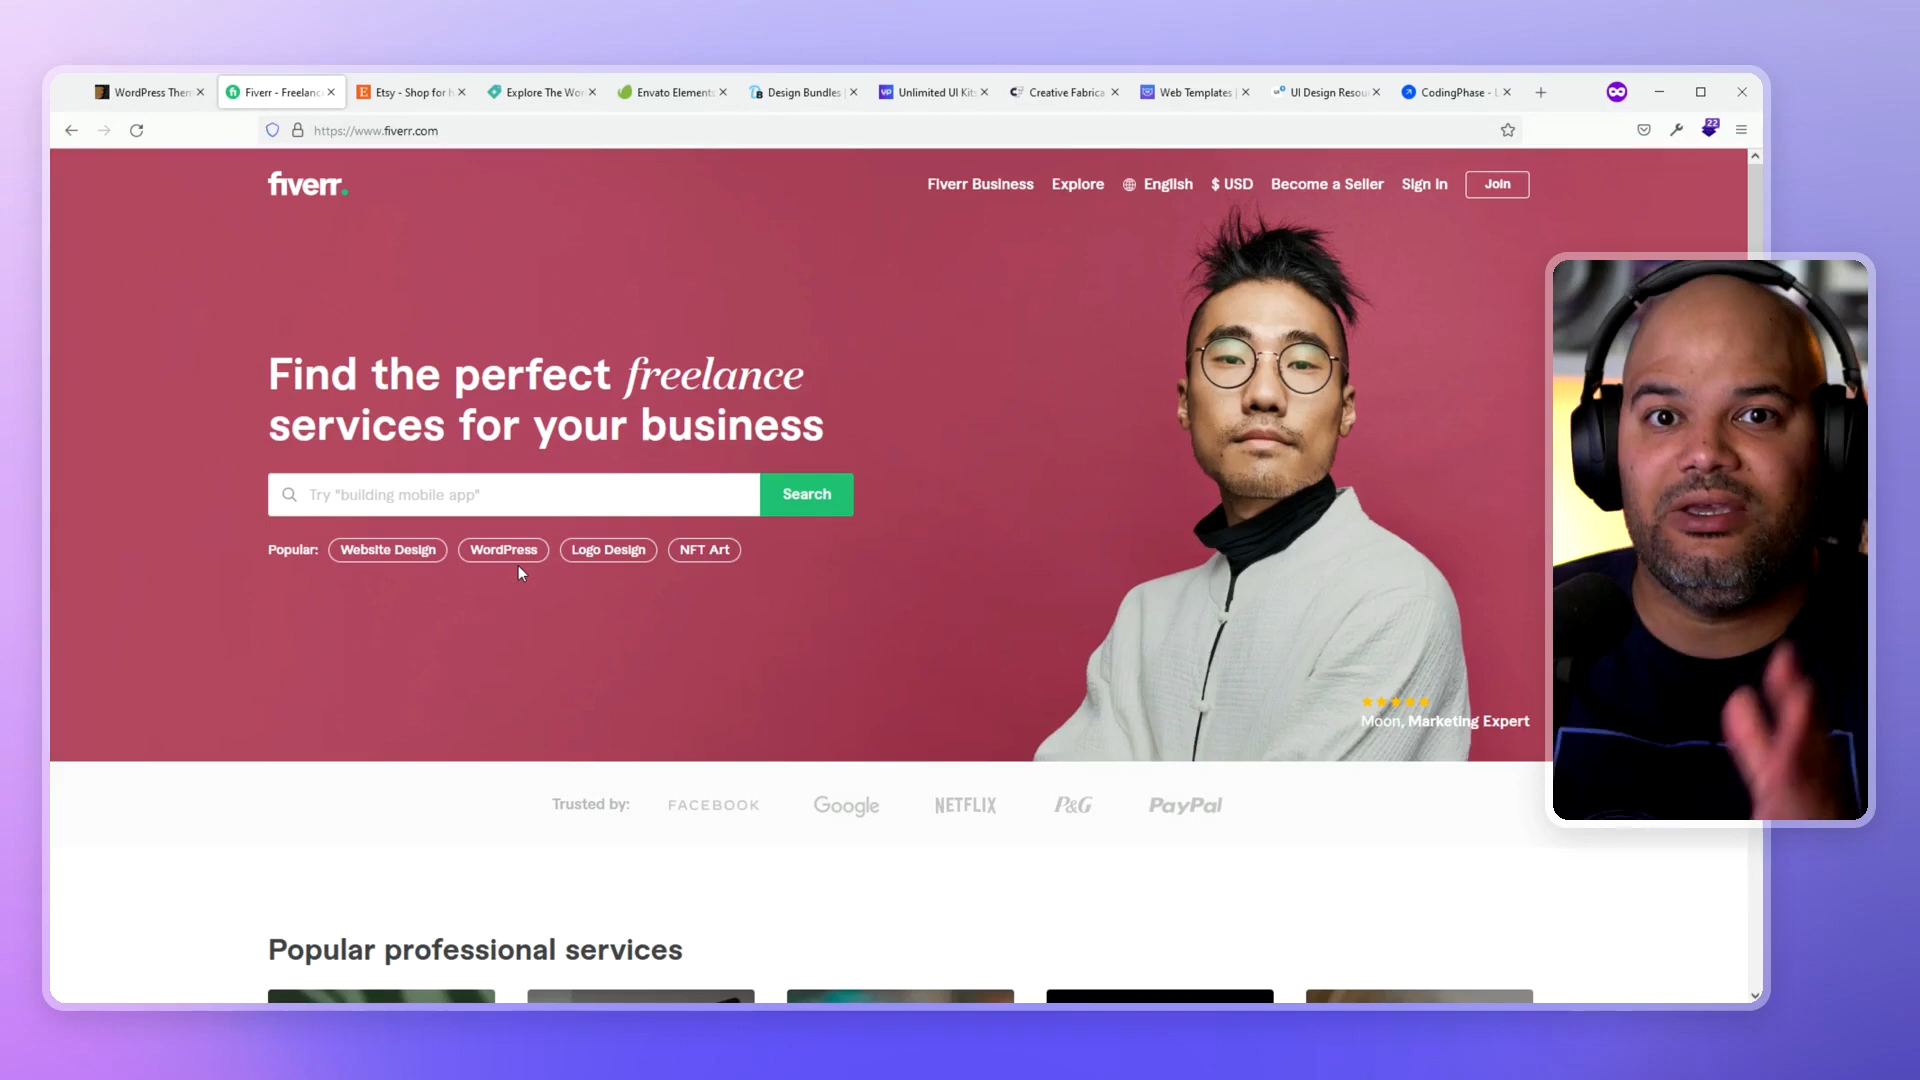 WordPress Them
Fiverr - Freelanc
Etsy - Shop for h
Explore The Wor
Envato Element
Design Bundles |
Unlimited UI Kit
Creative Fabrica
Web Templates |
UI Design Resou
CodingPhase - L
https://www.fiverr.com
22
fiverr.
Fiverr Business
Explore
English
$ USD
Become a Seller
Sign in
Join
Find the perfect freelance
services for your business
Try "building mobile app"
Search
Popular:
Website Design
WordPress
Logo Design
NFT Art
Moon, Marketing Expert
Trusted by:
FACEBOOK
Google
NETFLIX
P&G
PayPal
Popular professional services